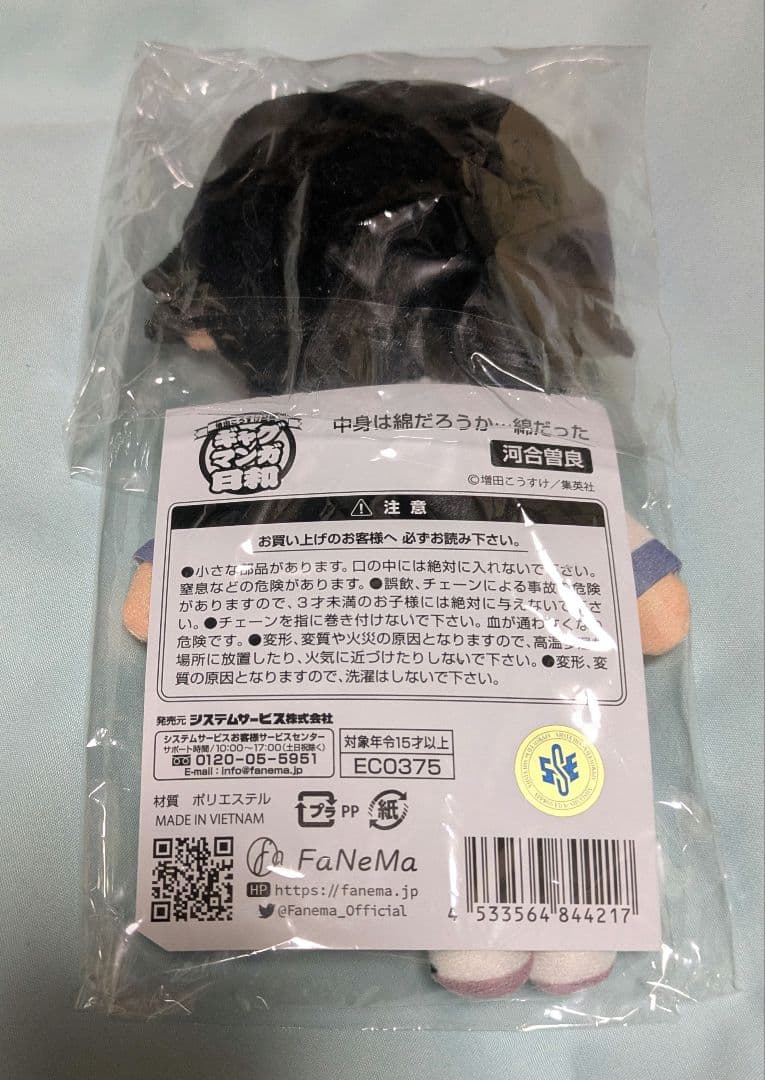 増田こうすけ劇場
ギャグ
マンガ
日和
中身は綿だろうか…綿だった
河合曽良
©増田こうすけ／集英社
注意
お買い上げのお客様へ 必ずお読み下さい。
●小さな部品があります。口の中には絶対に入れないで下さい。
窒息などの危険があります。●誤飲、チェーンによる事故の危険
がありますので、3才未満のお子様には絶対に与えないで下さ
い。●チェーンを指に巻き付けないで下さい。血が通わなくなり
危険です。●変形、変質や火災の原因となりますので、高温多湿な
場所に放置したり、火気に近づけたりしないで下さい。●変形、変
質の原因となりますので、洗濯はしないで下さい。
発売元 システムサービス株式会社
システムサービスお客様サービスセンター
サポート時間／10:00～17:00(土日祝除く)
0120-05-5951
E-mail：info@fanema.jp
対象年令15才以上
EC0375
SSE
材質 ポリエステル
MADE IN VIETNAM
プラ PP 紙
FaNeMa
HP https://fanema.jp
@Fanema_Official
4 533564 844217